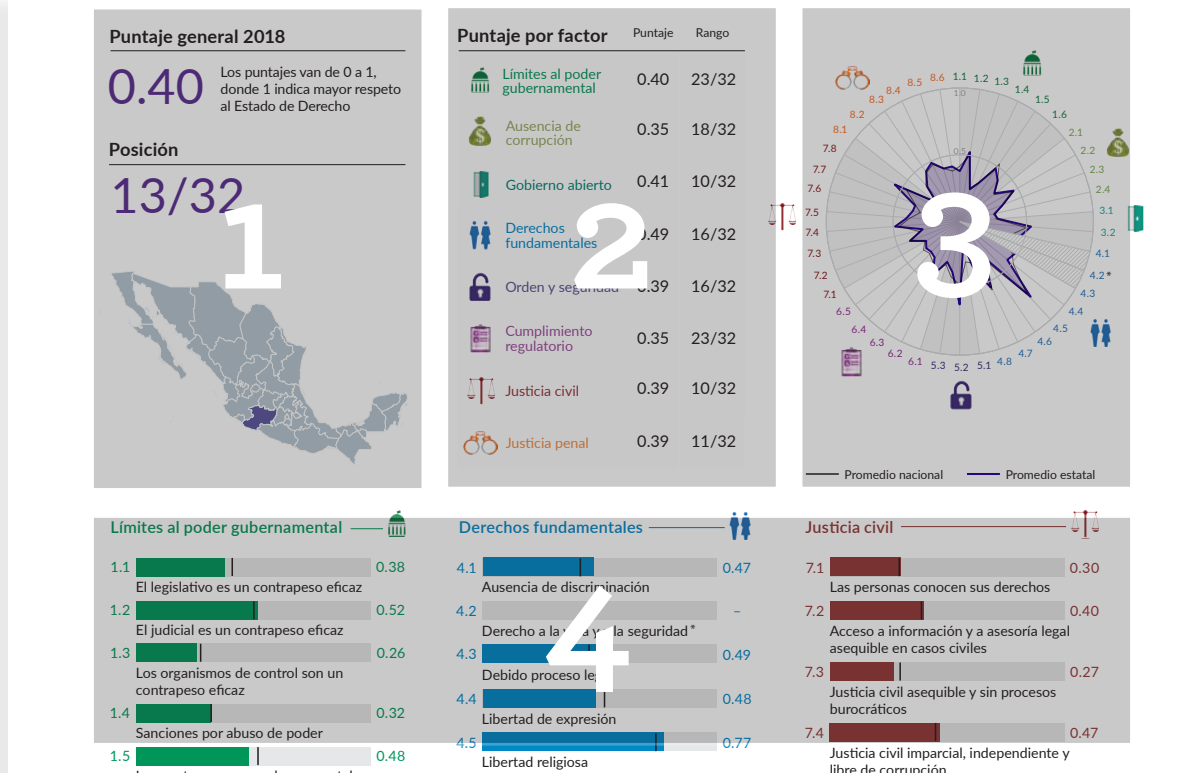 Puntaje general 2018
0.40
Los puntajes van de 0 a 1,
donde 1 indica mayor respeto
al Estado de Derecho
Posición
13/32
1
Puntaje por factor Puntaje Rango
Límites al poder
gubernamental 0.40 23/32
Ausencia de
corrupción 0.35 18/32
Gobierno abierto 0.41 10/32
Derechos
fundamentales 0.49 16/32
Orden y seguridad 0.39 16/32
Cumplimiento
regulatorio 0.35 23/32
Justicia civil 0.39 10/32
Justicia penal 0.39 11/32
2
1.0
0.5
1.1
1.2
1.3
1.4
1.5
1.6
2.1
2.2
2.3
2.4
3.1
3.2
4.1
4.2*
4.3
4.4
4.5
4.6
4.7
4.8
5.1
5.2
5.3
6.1
6.2
6.3
6.4
6.5
7.1
7.2
7.3
7.4
7.5
7.6
7.7
7.8
8.1
8.2
8.3
8.4
8.5
8.6
3
Promedio nacional Promedio estatal
Límites al poder gubernamental
1.1 0.38
El legislativo es un contrapeso eficaz
1.2 0.52
El judicial es un contrapeso eficaz
1.3 0.26
Los organismos de control son un
contrapeso eficaz
1.4 0.32
Sanciones por abuso de poder
1.5 0.48
Derechos fundamentales
4.1 0.47
Ausencia de discriminación
4.2 –
Derecho a la vida y a la seguridad*
4.3 0.49
Debido proceso legal
4.4 0.48
Libertad de expresión
4.5 0.77
Libertad religiosa
4
Justicia civil
7.1 0.30
Las personas conocen sus derechos
7.2 0.40
Acceso a información y a asesoría legal
asequible en casos civiles
7.3 0.27
Justicia civil asequible y sin procesos
burocráticos
7.4 0.47
Justicia civil imparcial, independiente y
libre de corrupción